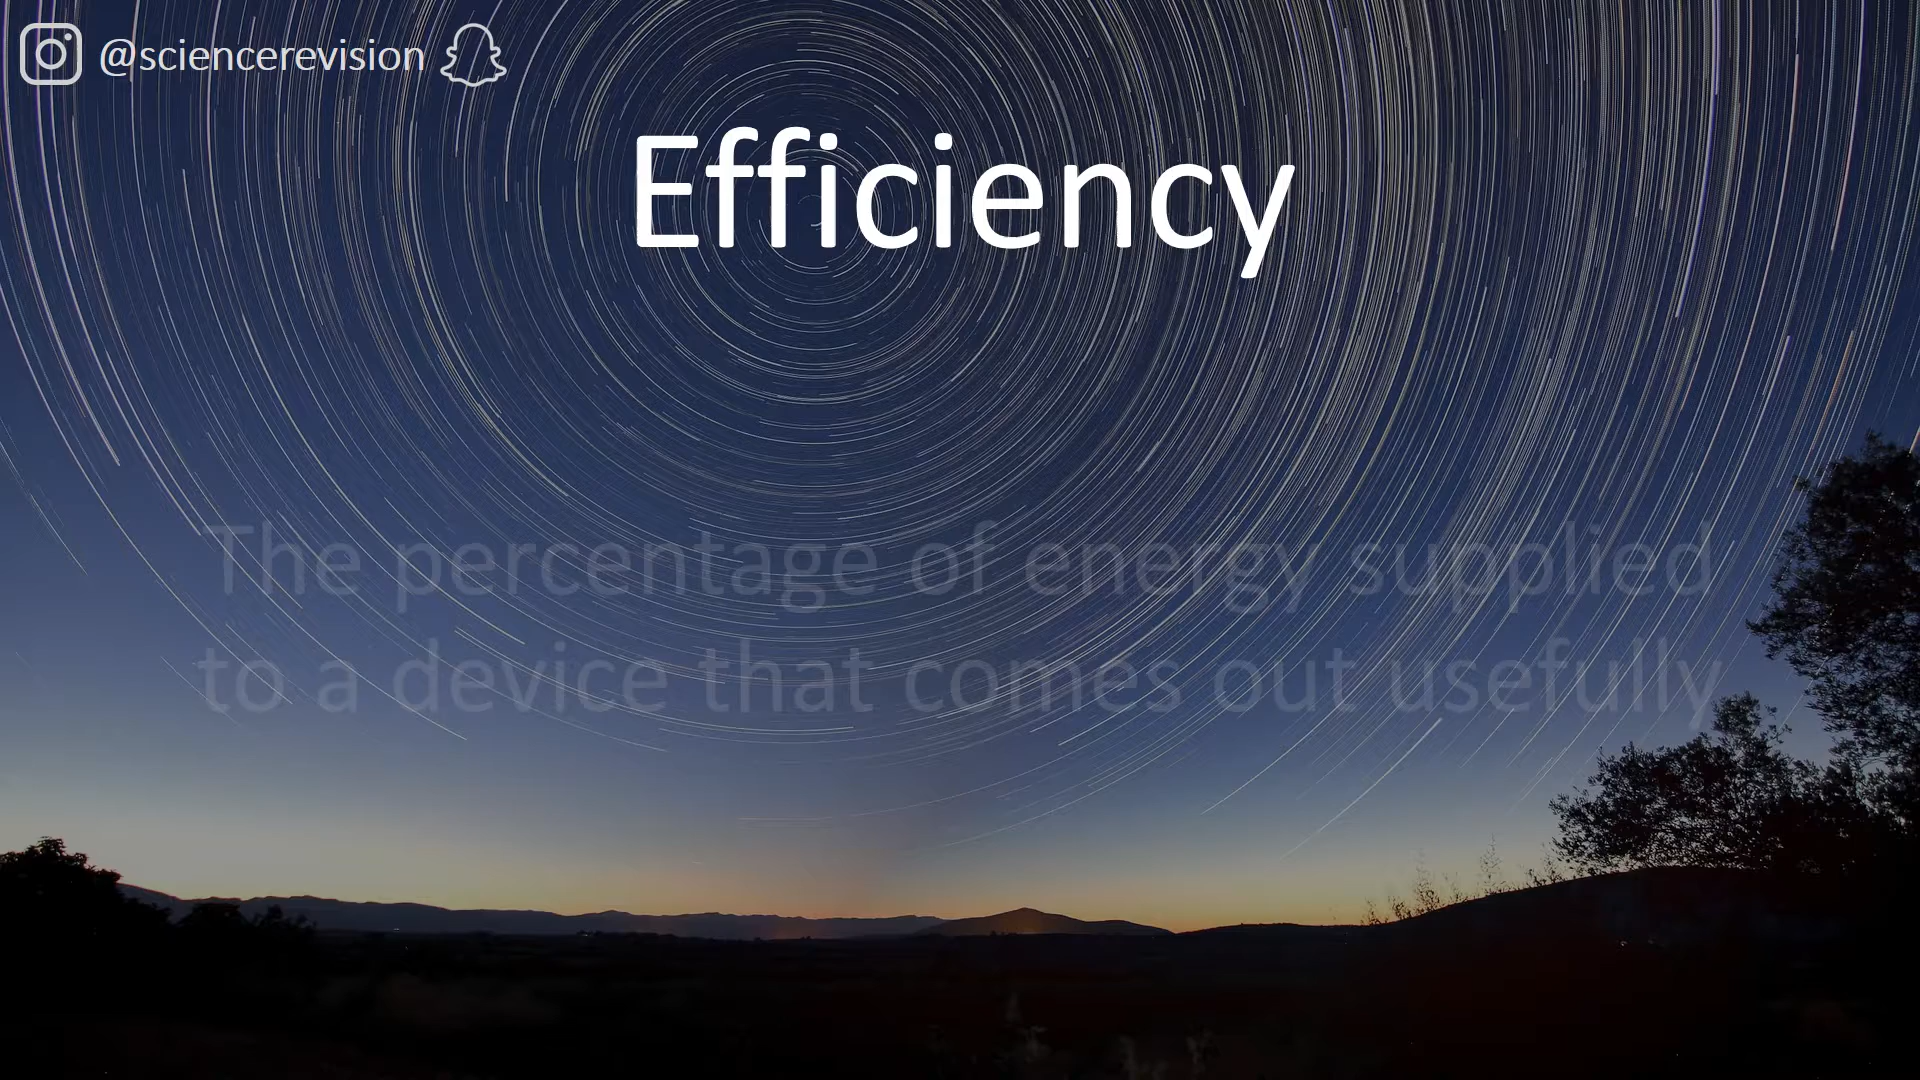 @sciencerevision
Efficiency
The percentage of energy supplied
to a device that comes out usefully